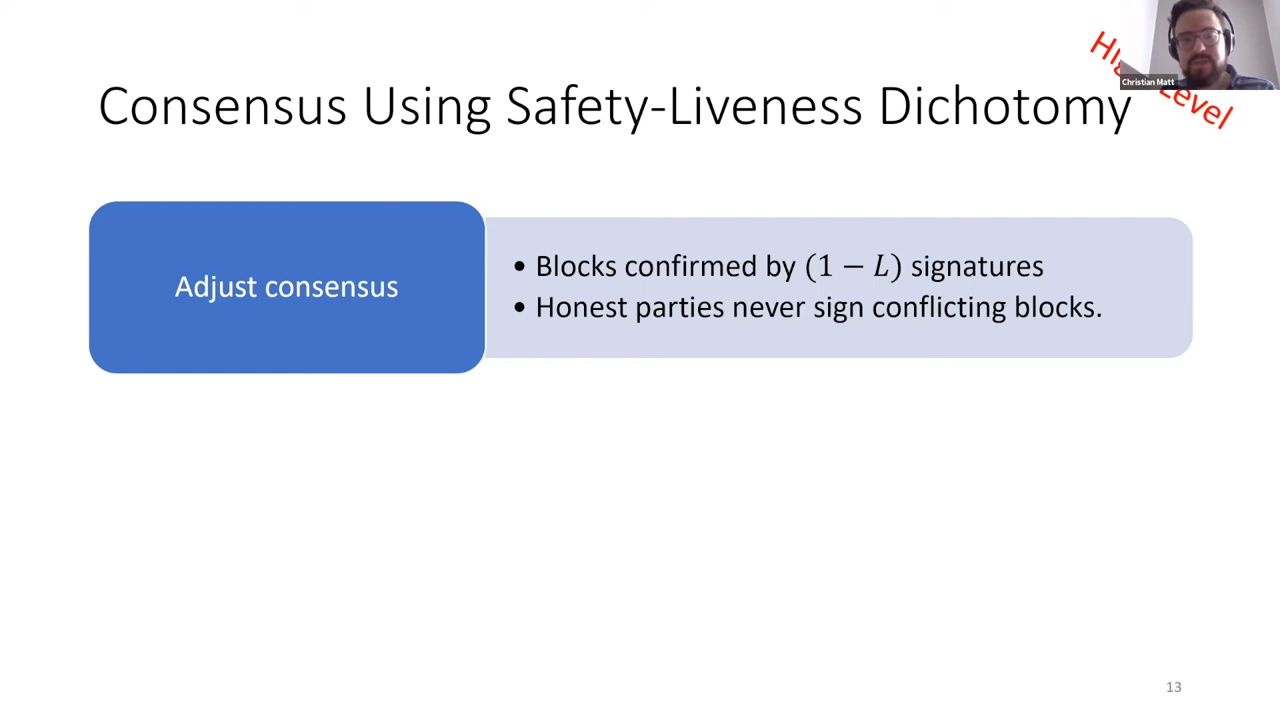 Consensus Using Safety-Liveness Dichotomy
Christian Matt
Level
Adjust consensus
• Blocks confirmed by (1 − L) signatures
• Honest parties never sign conflicting blocks.
13